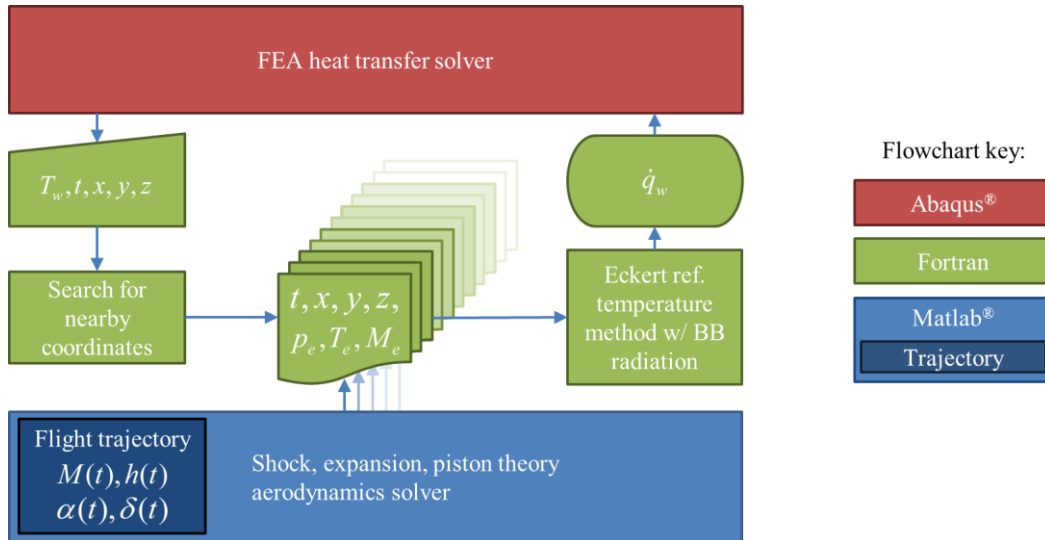 FEA heat transfer solver
T_w, t, x, y, z
q̇_w
Flowchart key:
Abaqus®
Search for
nearby
coordinates
t, x, y, z,
p_e, T_e, M_e
Eckert ref.
temperature
method w/ BB
radiation
Fortran
Matlab®
Trajectory
Flight trajectory
M(t), h(t)
α(t), δ(t)
Shock, expansion, piston theory
aerodynamics solver